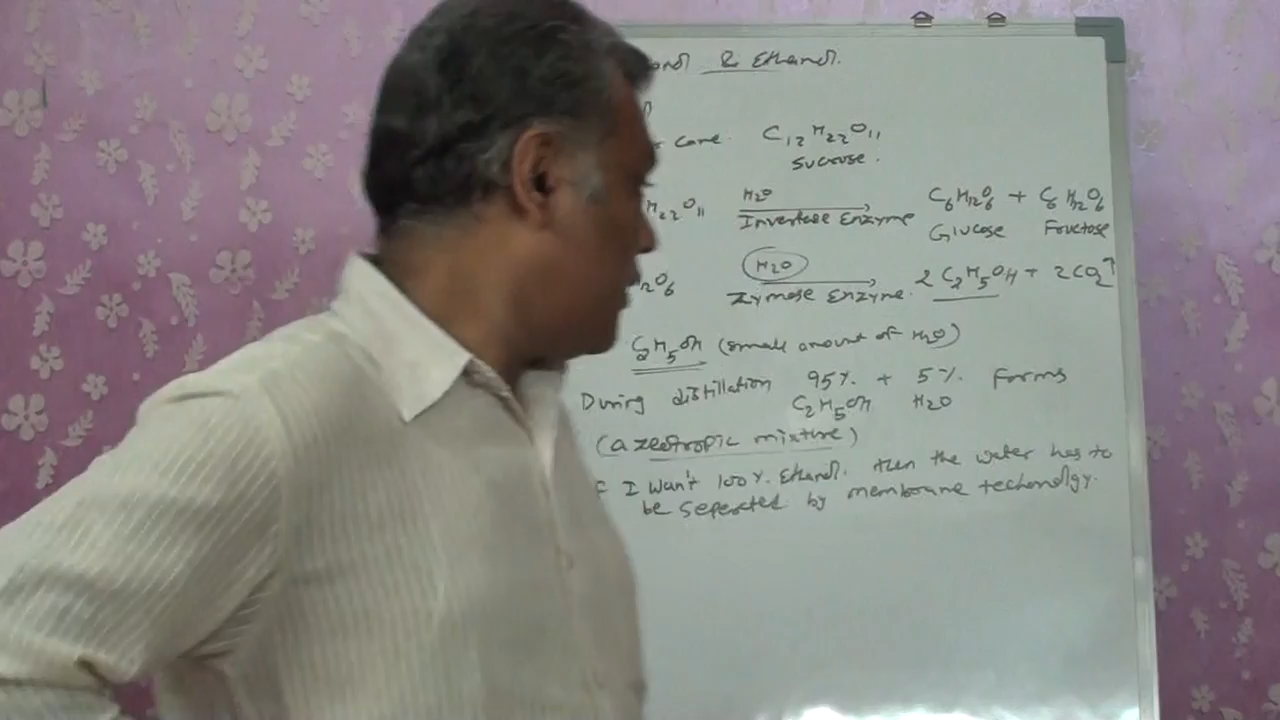 & Ethanol.
cane. C12H22O11
Sucrose.
H22O11 H2O C6H12O6 + C6H12O6
Invertase Enzyme Glucose Fructose
H2O
2O6 Zymase Enzyme. 2 C2H5OH + 2CO2↑
C2H5OH (small amount of H2O)
During distillation 95%. + 5%. forms
C2H5OH H2O
(azeotropic mixture)
I want 100%. Ethanol. then the water has to
be seperated by membrane technology.